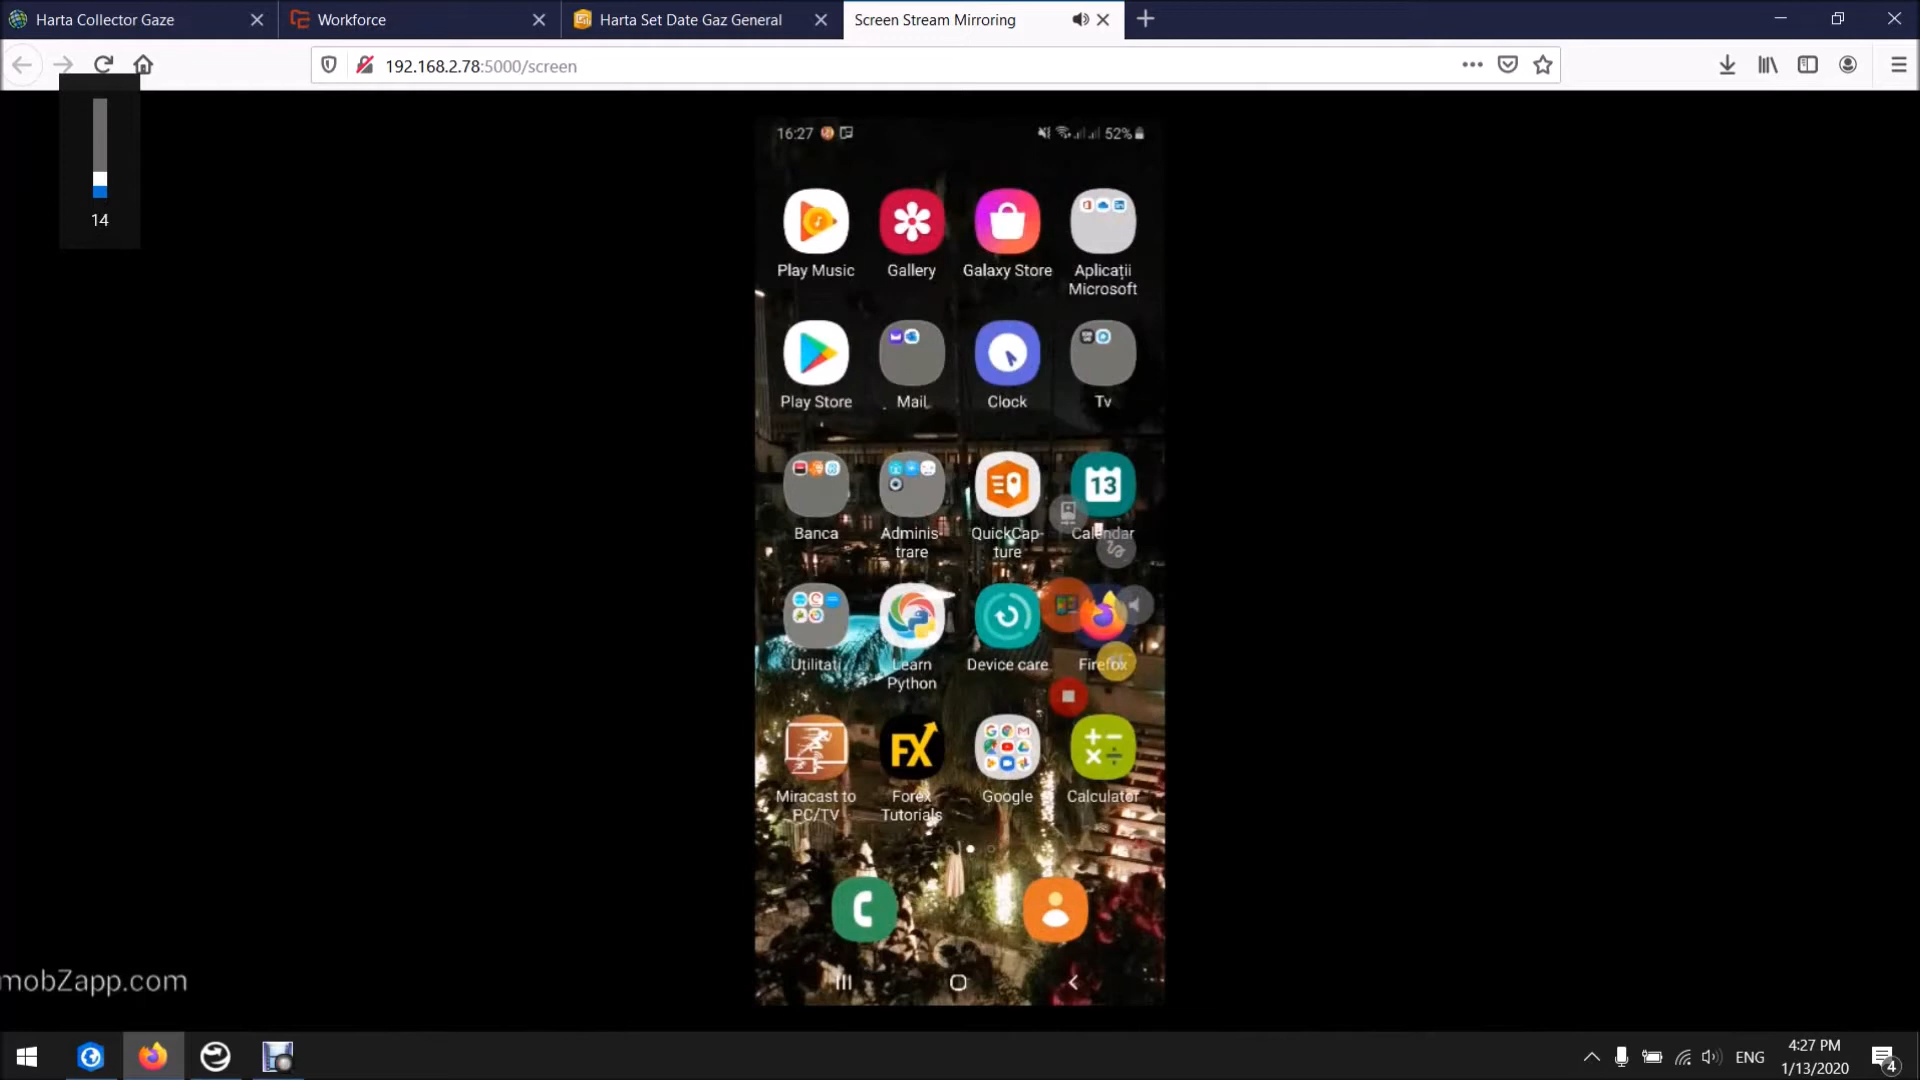 Harta Collector Gaze
Workforce
Harta Set Date Gaz General
Screen Stream Mirroring
192.168.2.78:5000/screen
14
16:27
52%
Play Music
Gallery
Galaxy Store
Aplicații
Microsoft
Play Store
Mail
Clock
Tv
13
Banca
Adminis-
trare
QuickCap-
ture
Calendar
Utilitati
Learn
Python
Device care
Firefox
FX
Miracast to
PC/TV
Forex
Tutorials
Google
Calculator
mobZapp.com
ENG
4:27 PM
1/13/2020
4